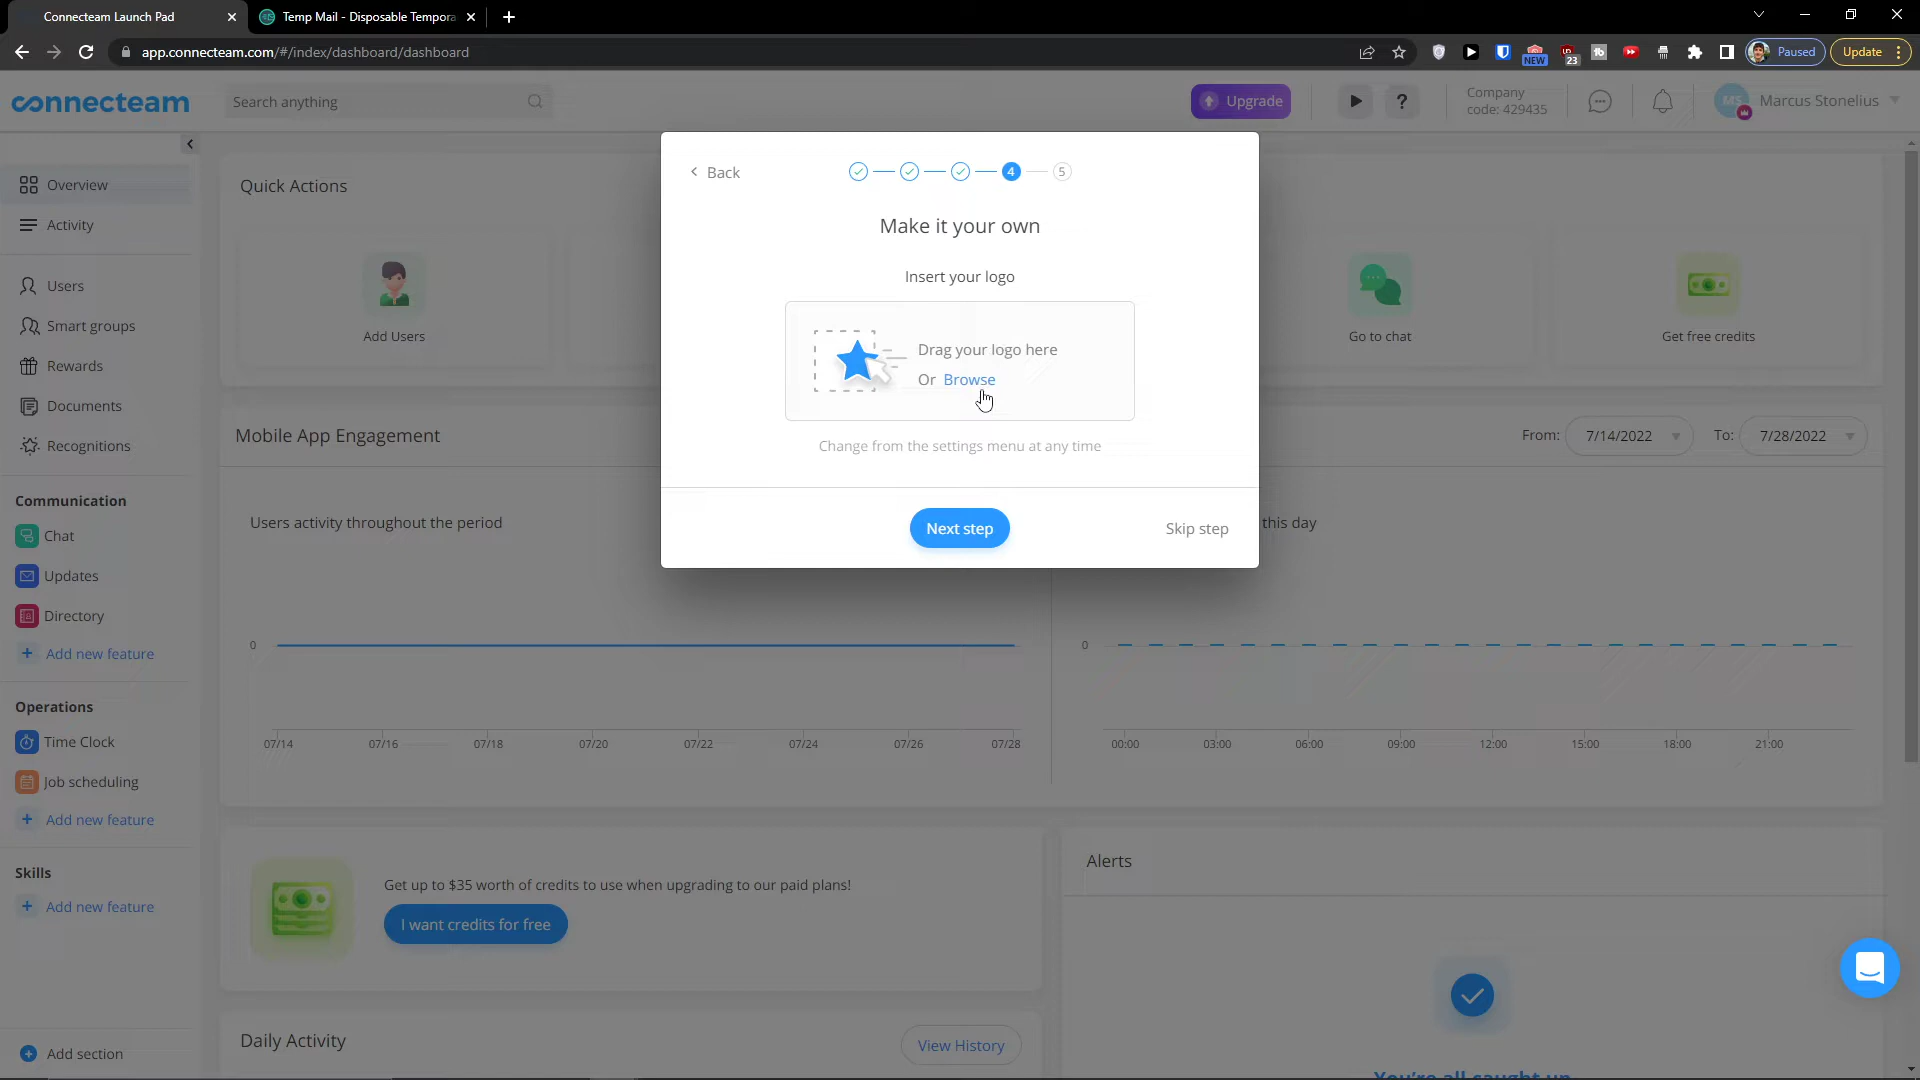 Connecteam Launch Pad
Temp Mail - Disposable Tempora
app.connecteam.com/#/index/dashboard/dashboard
NEW
23
Paused
Update
connecteam
Search anything
Upgrade
?
Company
code: 429435
MS
Marcus Stonelius
Overview
Activity
Users
Smart groups
Rewards
Documents
Recognitions
Communication
Chat
Updates
Directory
+ Add new feature
Operations
Time Clock
Job scheduling
+ Add new feature
Skills
+ Add new feature
Add section
Quick Actions
Add Users
Go to chat
Get free credits
Back
4
5
Make it your own
Insert your logo
Drag your logo here
Or Browse
Change from the settings menu at any time
Next step
Skip step
Mobile App Engagement
From: 7/14/2022
To: 7/28/2022
Users activity throughout the period
this day
0
07/14 07/16 07/18 07/20 07/22 07/24 07/26 07/28
0
00:00 03:00 06:00 09:00 12:00 15:00 18:00 21:00
Get up to $35 worth of credits to use when upgrading to our paid plans!
I want credits for free
Alerts
Daily Activity
View History
You're all caught up